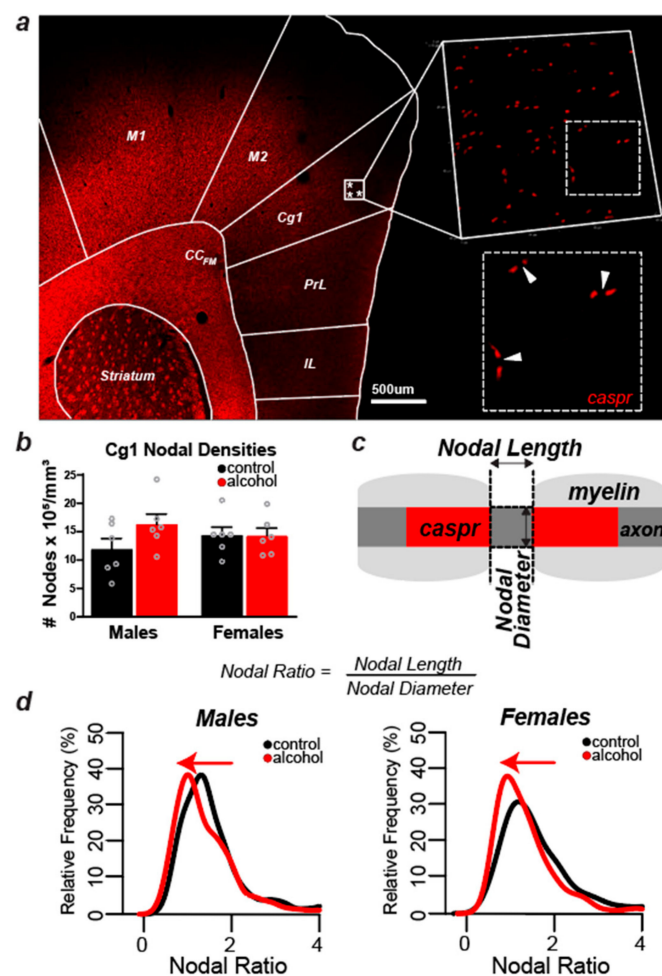 a
M1
M2
Cg1
CC_FM
PrL
IL
Striatum
500um
caspr
b
Cg1 Nodal Densities
control
alcohol
# Nodes x 10⁵/mm³
25
20
15
10
5
0
Males
Females
c
Nodal Length
myelin
caspr
axon
Nodal
Diameter
Nodal Ratio = Nodal Length
Nodal Diameter
d
Males
control
alcohol
Relative Frequency (%)
50
40
30
20
10
0
0 2 4
Nodal Ratio
Females
control
alcohol
Relative Frequency (%)
50
40
30
20
10
0
0 2 4
Nodal Ratio